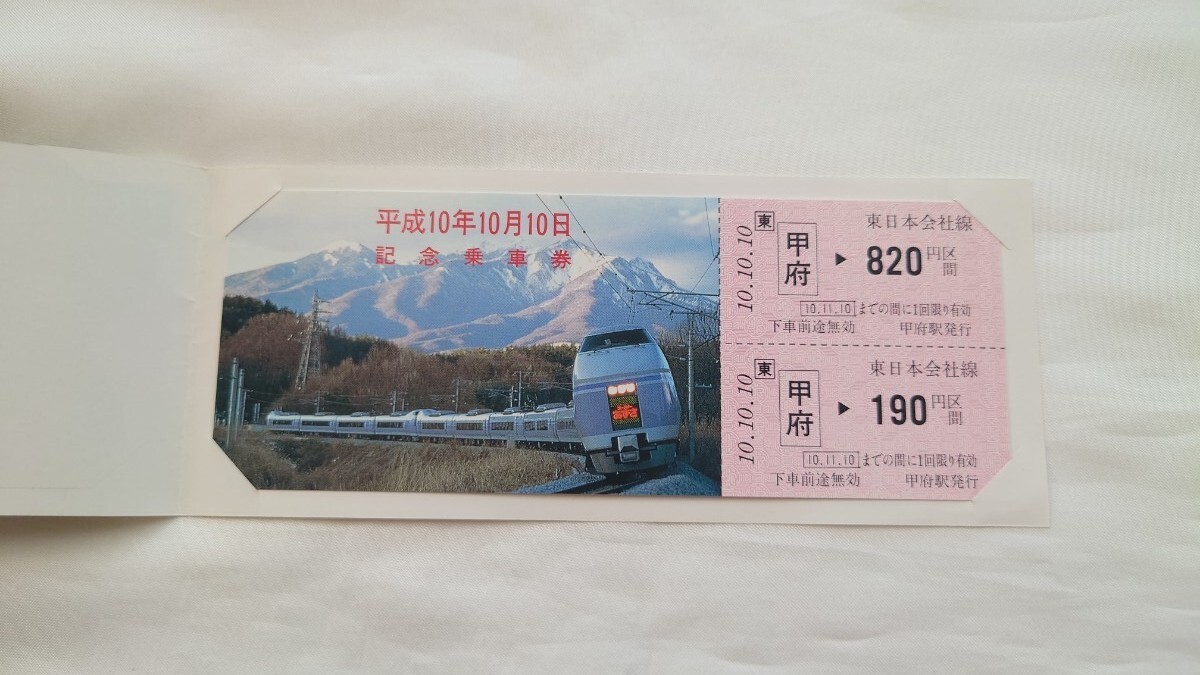 平成10年10月10日
記念乗車券
あずさ
10.10.10
東
東日本会社線
甲府 ▶ 820円区間
10.11.10 までの間に1回限り有効
下車前途無効 甲府駅発行
10.10.10
東
東日本会社線
甲府 ▶ 190円区間
10.11.10 までの間に1回限り有効
下車前途無効 甲府駅発行